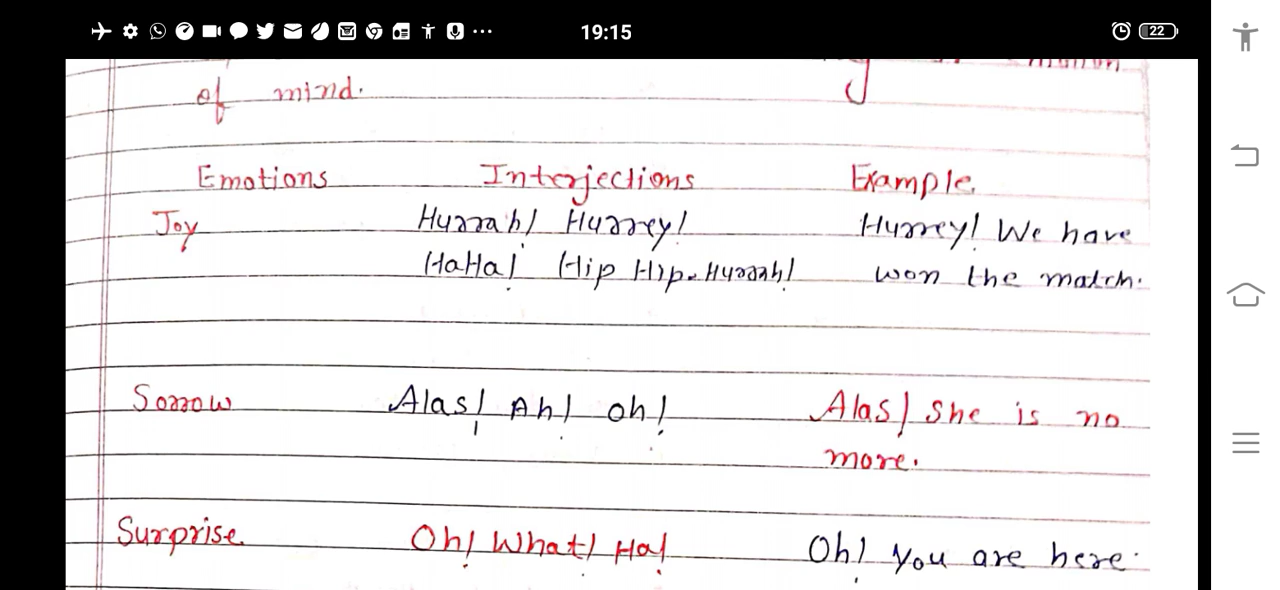 19:15
22
of mind.
Emotions Interjections Example.
Joy Hurrah! Hurrey! Hurrey! We have
HaHa! Hip Hip-Hurrah! won the match.
Sorrow Alas! Ah! oh! Alas! She is no
more.
Surprise Oh! What! Ha! Oh! you are here.